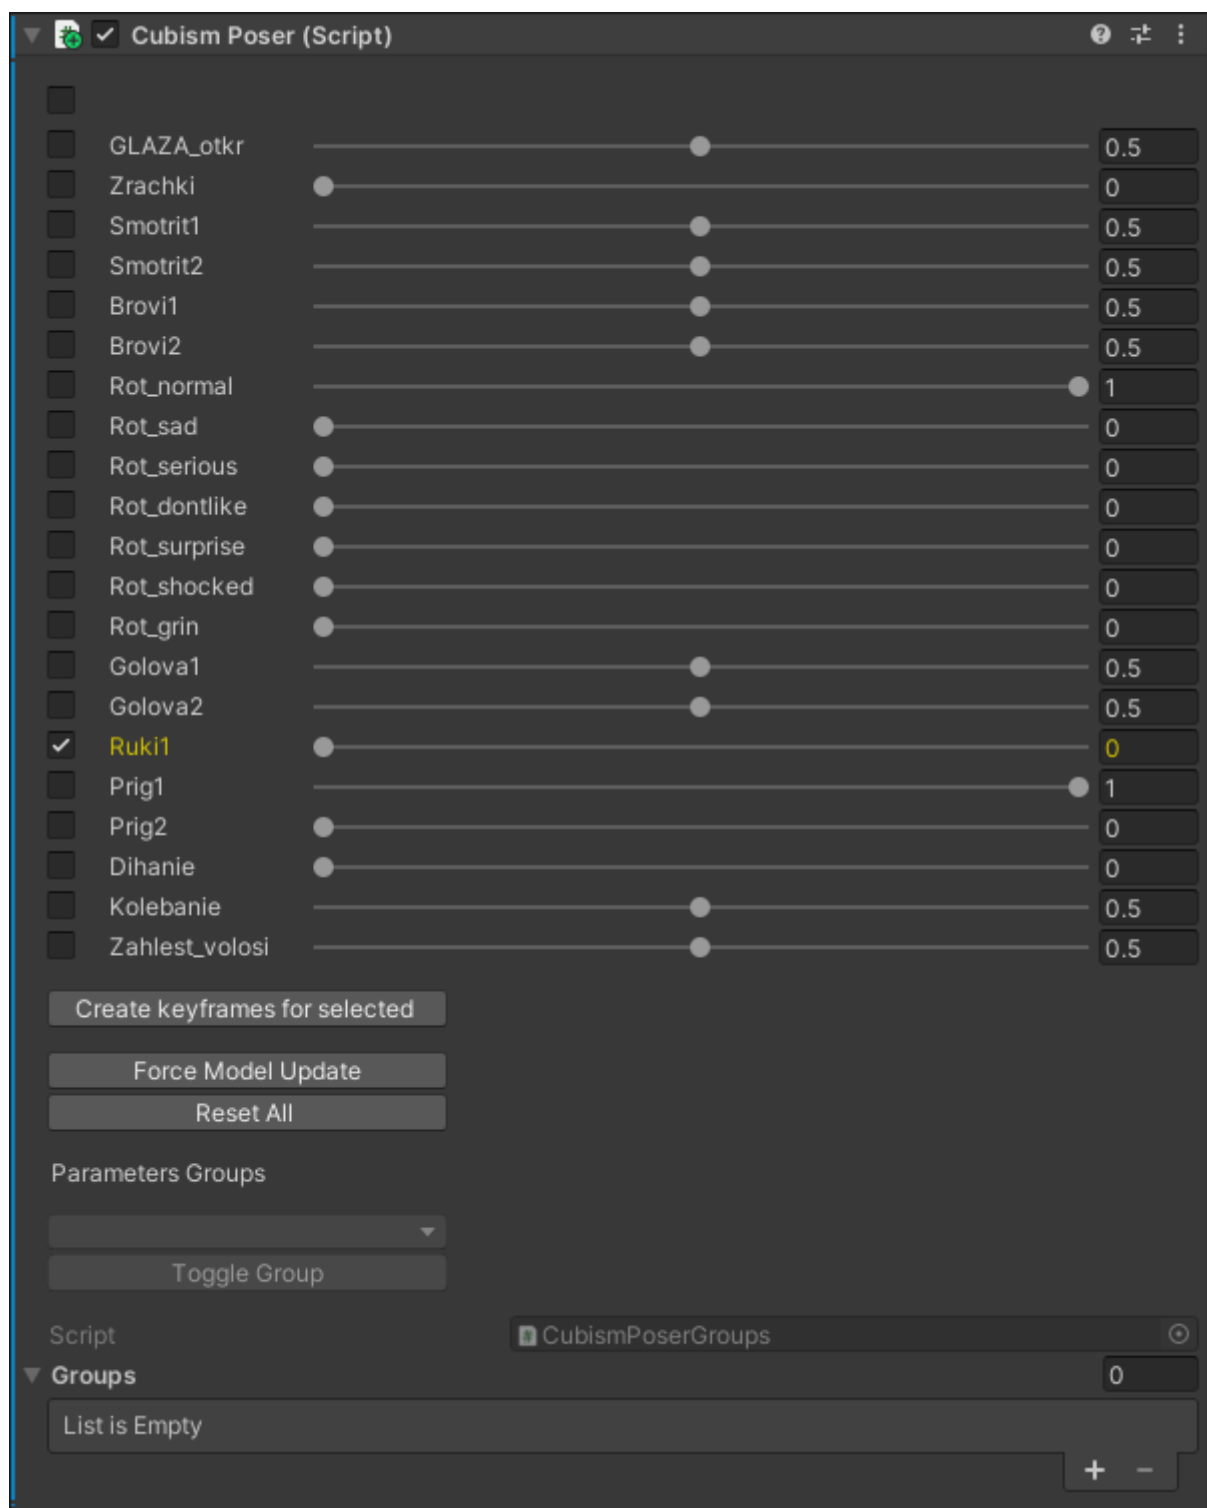 Cubism Poser (Script)
GLAZA_otkr 0.5
Zrachki 0
Smotrit1 0.5
Smotrit2 0.5
Brovi1 0.5
Brovi2 0.5
Rot_normal 1
Rot_sad 0
Rot_serious 0
Rot_dontlike 0
Rot_surprise 0
Rot_shocked 0
Rot_grin 0
Golova1 0.5
Golova2 0.5
Ruki1 0
Prig1 1
Prig2 0
Dihanie 0
Kolebanie 0.5
Zahlest_volosi 0.5
Create keyframes for selected
Force Model Update
Reset All
Parameters Groups
Toggle Group
Script CubismPoserGroups
Groups 0
List is Empty